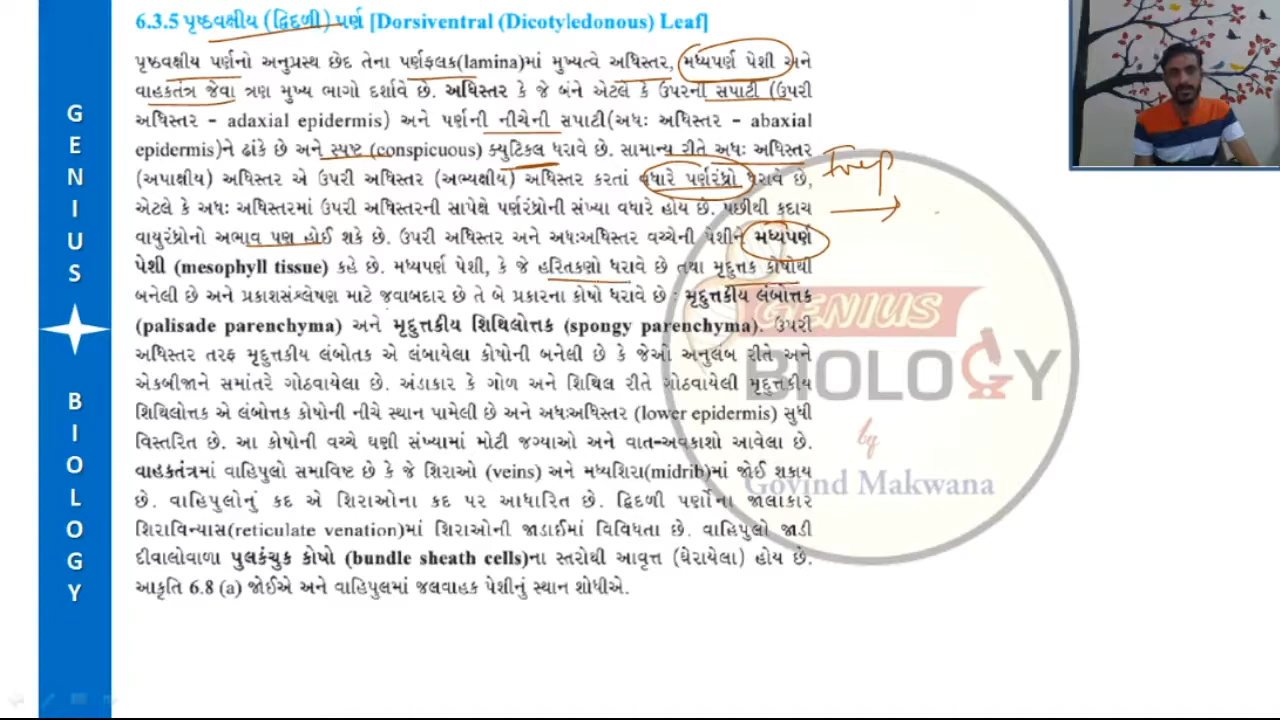 6.3.5 પૃષ્ઠવક્ષીય (દ્વિદળી) પર્ણ [Dorsiventral (Dicotyledonous) Leaf]
પૃષ્ઠવક્ષીય પર્ણનો અનુપ્રસ્થ છેદ તેના પર્ણફલક(lamina)માં મુખ્યત્વે અધિસ્તર, મધ્યપર્ણ પેશી અને
વાહકતંત્ર જેવા ત્રણ મુખ્ય ભાગો દર્શાવે છે. અધિસ્તર કે જે બંને એટલે કે ઉપરની સપાટી (ઉપરી
અધિસ્તર – adaxial epidermis) અને પર્ણની નીચેની સપાટી(અધઃ અધિસ્તર – abaxial
epidermis)ને ઢાંકે છે અને સ્પષ્ટ (conspicuous) ક્યુટિકલ ધરાવે છે. સામાન્ય રીતે અધઃ અધિસ્તર
(અપાક્ષીય) અધિસ્તર એ ઉપરી અધિસ્તર (અભ્યક્ષીય) અધિસ્તર કરતાં વધારે પર્ણરંધ્રો ધરાવે છે,
એટલે કે અધઃ અધિસ્તરમાં ઉપરી અધિસ્તરની સાપેક્ષે પર્ણરંધ્રોની સંખ્યા વધારે હોય છે. પછીથી કદાચ
વાયુરંધ્રોનો અભાવ પણ હોઈ શકે છે. ઉપરી અધિસ્તર અને અધઃઅધિસ્તર વચ્ચેની પેશીને મધ્યપર્ણ
પેશી (mesophyll tissue) કહે છે. મધ્યપર્ણ પેશી, કે જે હરિતકણો ધરાવે છે તથા મૃદુત્તક કોષોથી
બનેલી છે અને પ્રકાશસંશ્લેષણ માટે જવાબદાર છે તે બે પ્રકારના કોષો ધરાવે છે : મૃદુત્તકીય લંબોત્તક
(palisade parenchyma) અને મૃદુત્તકીય શિથિલોત્તક (spongy parenchyma). ઉપરી
અધિસ્તર તરફ મૃદુત્તકીય લંબોતક એ લંબાયેલા કોષોની બનેલી છે કે જેઓ અનુલંબ રીતે અને
એકબીજાને સમાંતરે ગોઠવાયેલા છે. અંડાકાર કે ગોળ અને શિથિલ રીતે ગોઠવાયેલી મૃદુત્તકીય
શિથિલોત્તક એ લંબોત્તક કોષોની નીચે સ્થાન પામેલી છે અને અધઃઅધિસ્તર (lower epidermis) સુધી
વિસ્તરિત છે. આ કોષોની વચ્ચે ઘણી સંખ્યામાં મોટી જગ્યાઓ અને વાત-અવકાશો આવેલા છે.
વાહકતંત્રમાં વાહિપુલો સમાવિષ્ટ છે કે જે શિરાઓ (veins) અને મધ્યશિરા(midrib)માં જોઈ શકાય
છે. વાહિપુલોનું કદ એ શિરાઓના કદ પર આધારિત છે. દ્વિદળી પર્ણોના જાલાકાર
શિરાવિન્યાસ(reticulate venation)માં શિરાઓની જાડાઈમાં વિવિધતા છે. વાહિપુલો જાડી
દીવાલોવાળા પુલકંચુક કોષો (bundle sheath cells)ના સ્તરોથી આવૃત્ત (ઘેરાયેલા) હોય છે.
આકૃતિ 6.8 (a) જોઈએ અને વાહિપુલમાં જલવાહક પેશીનું સ્થાન શોધીએ.
GENIUS
BIOLOGY
GENIUS
BIOLOGY
by
Govind Makwana